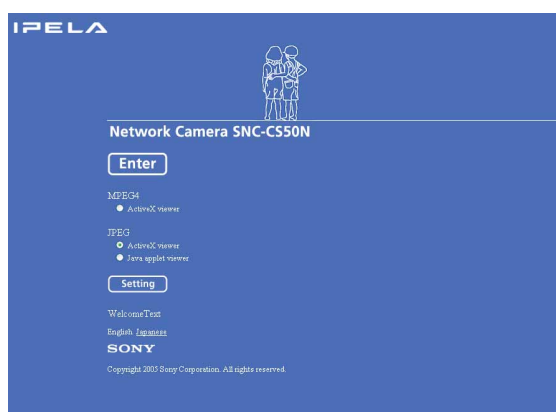 IPELA
Network Camera SNC-CS50N
Enter
MPEG4
ActiveX viewer
JPEG
ActiveX viewer
Java applet viewer
Setting
WelcomeText
English Japanese
SONY
Copyright 2005 Sony Corporation. All rights reserved.